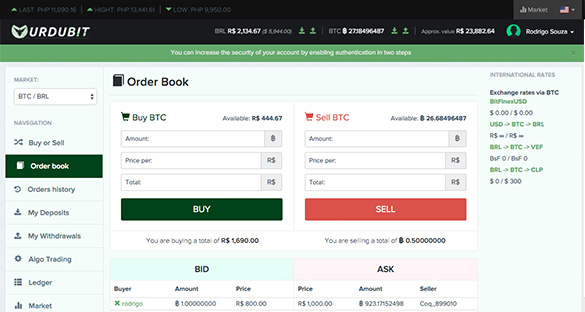 LAST PHP 11,090.16 HIGHT PHP 13,441.61 LOW PHP 9,950.00 Market
URDUBIT BRL R$ 2,134.67 ($ 5,944.00) BTC ฿ 27.18496487 Approx. value R$ 23,882.64 Rodrigo Souza
You can Increase the security of your account by enabling authentication in two steps
MARKET:
BTC / BRL
NAVIGATION
Buy or Sell
Order book
Orders history
My Deposits
My Withdrawals
Algo Trading
Ledger
Market
Order Book
Buy BTC Available: R$ 444.67
Amount: ฿
Price per: R$
Total: R$
BUY
You are buying a total of R$ 1,690.00
Sell BTC Available: ฿ 26.68496487
Amount: ฿
Price per: R$
Total: R$
SELL
You are selling a total of ฿ 0.50000000
BID ASK
Buyer Amount Price Price Amount Seller
rodrigo ฿ 1.00000000 R$ 800.00 R$ 1,000.00 ฿ 923.17152498 Coq_899010
INTERNATIONAL RATES
Exchange rates via BTC
BitFinexUSD
$ 0.00 / $ 0.00
USD -> BTC -> BRL
R$ ∞ / R$ ∞
BRL -> BTC -> VEF
BsF 0 / BsF 0
BRL -> BTC -> CLP
$ 0 / $ 300